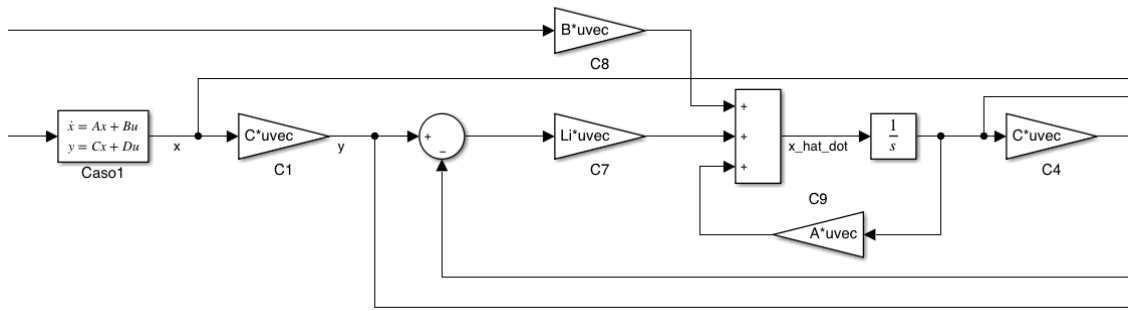 B*uvec
C8
ẋ = Ax + Bu
y = Cx + Du
Caso1
x
C*uvec
C1
y
+
−
Li*uvec
C7
+
+
+
x_hat_dot
1
s
C*uvec
C4
C9
A*uvec